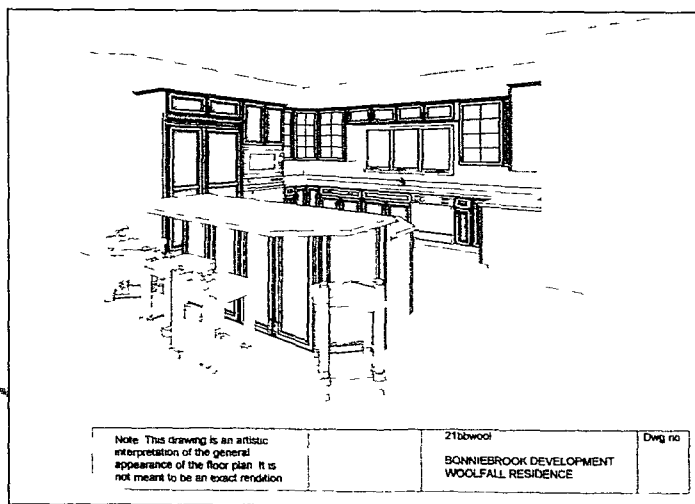 Note This drawing is an artistic
interpretation of the general
appearance of the floor plan It is
not meant to be an exact rendition
21bbwool
BONNIEBROOK DEVELOPMENT
WOOLFALL RESIDENCE
Dwg no